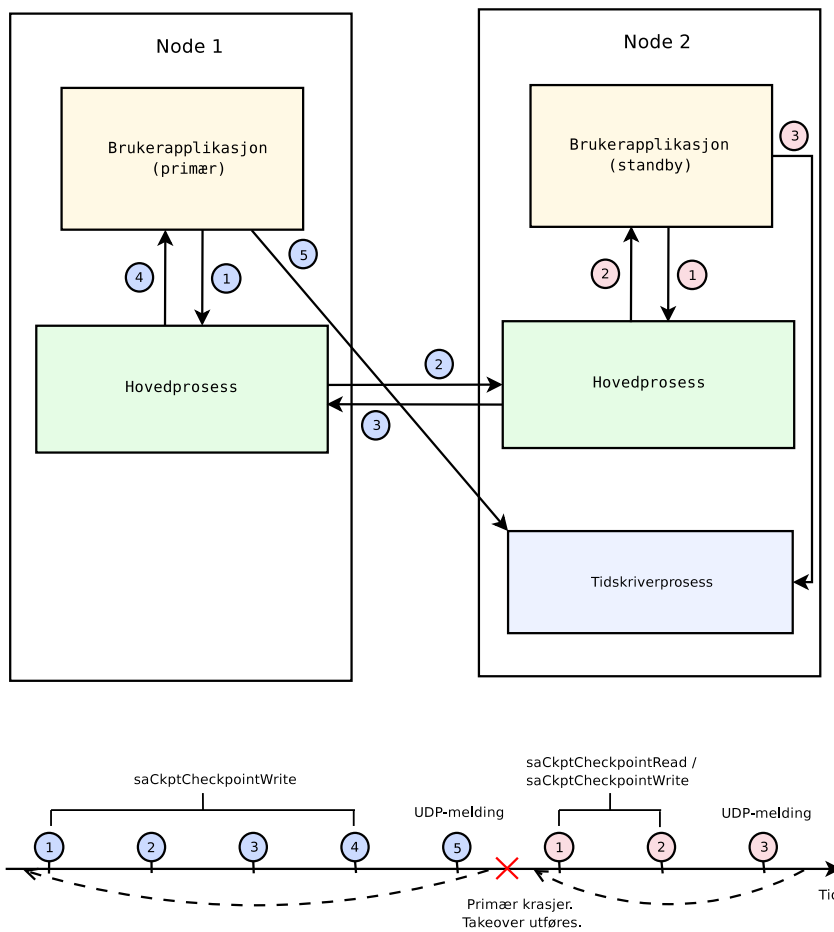 Node 1
Node 2
Brukerapplikasjon
(primær)
Brukerapplikasjon
(standby)
3
5
4
1
2
1
Hovedprosess
2
3
Hovedprosess
Tidskriverprosess
saCkptCheckpointWrite
saCkptCheckpointRead /
saCkptCheckpointWrite
UDP-melding
UDP-melding
1
2
3
4
5
1
2
3
Primær krasjer.
Takeover utføres.
Tid